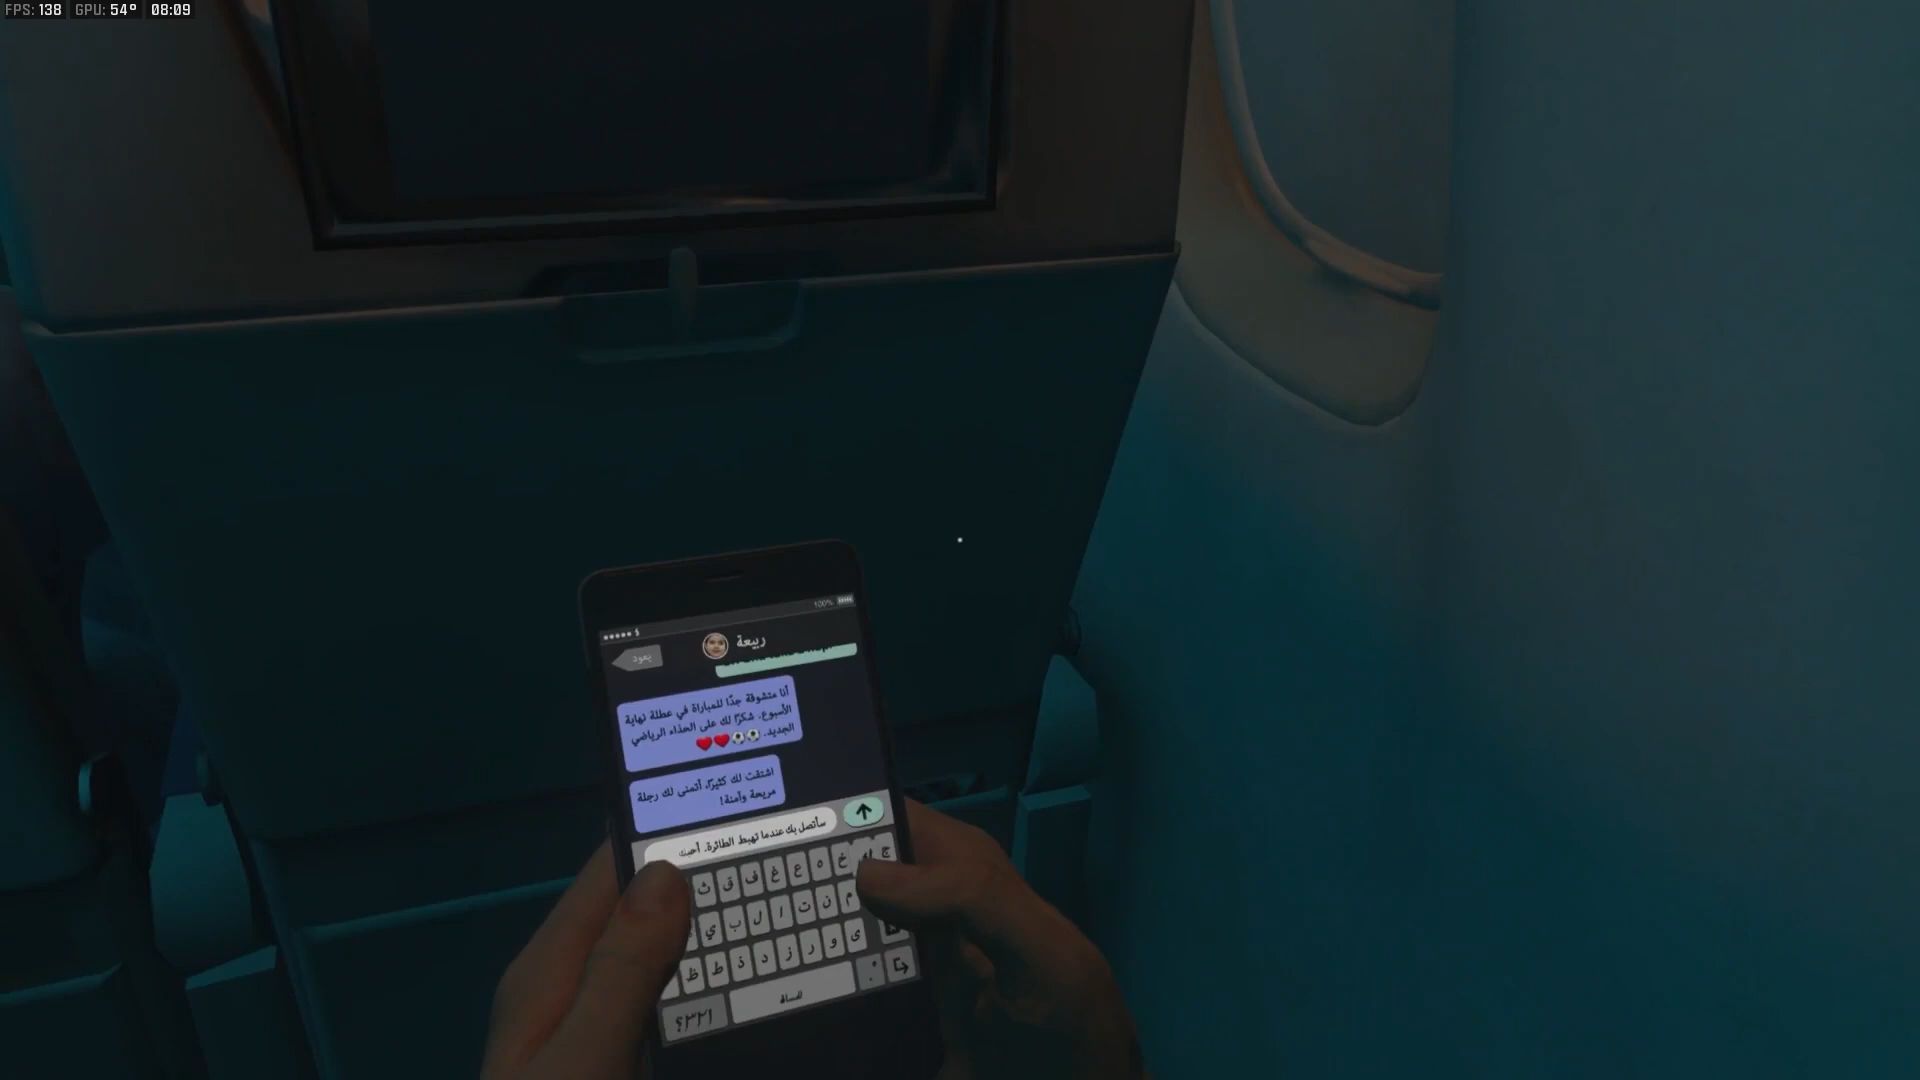 FPS: 138 GPU: 54° 08:09
100%
ربيعة
يعود
أنا متشوقة جدًا للمباراة في عطلة نهاية
الأسبوع. شكرًا لك على الحذاء الرياضي
الجديد. ⚽⚽❤️❤️
اشتقت لك كثيرًا، أتمنى لك رحلة
مريحة وآمنة!
سأتصل بك عندما تهبط الطائرة. أحبك
ج خ ه ع غ ف ق ث
م ن ت ا ل ب ي
ى و ر ز د ذ ط ظ
؟٣٢١